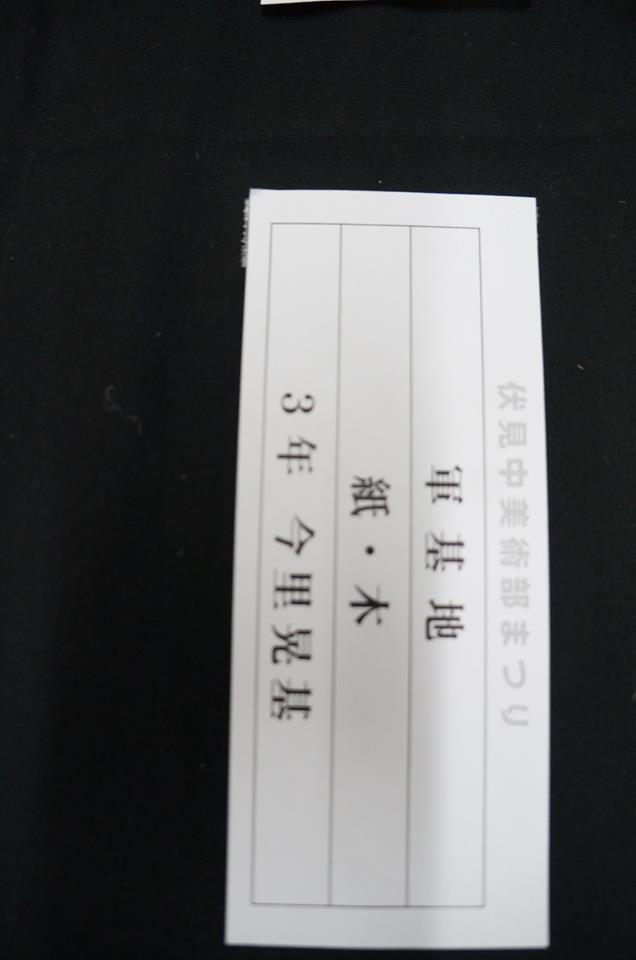 伏見中美術部まつり
軍基地
紙・木
3年 今里晃基